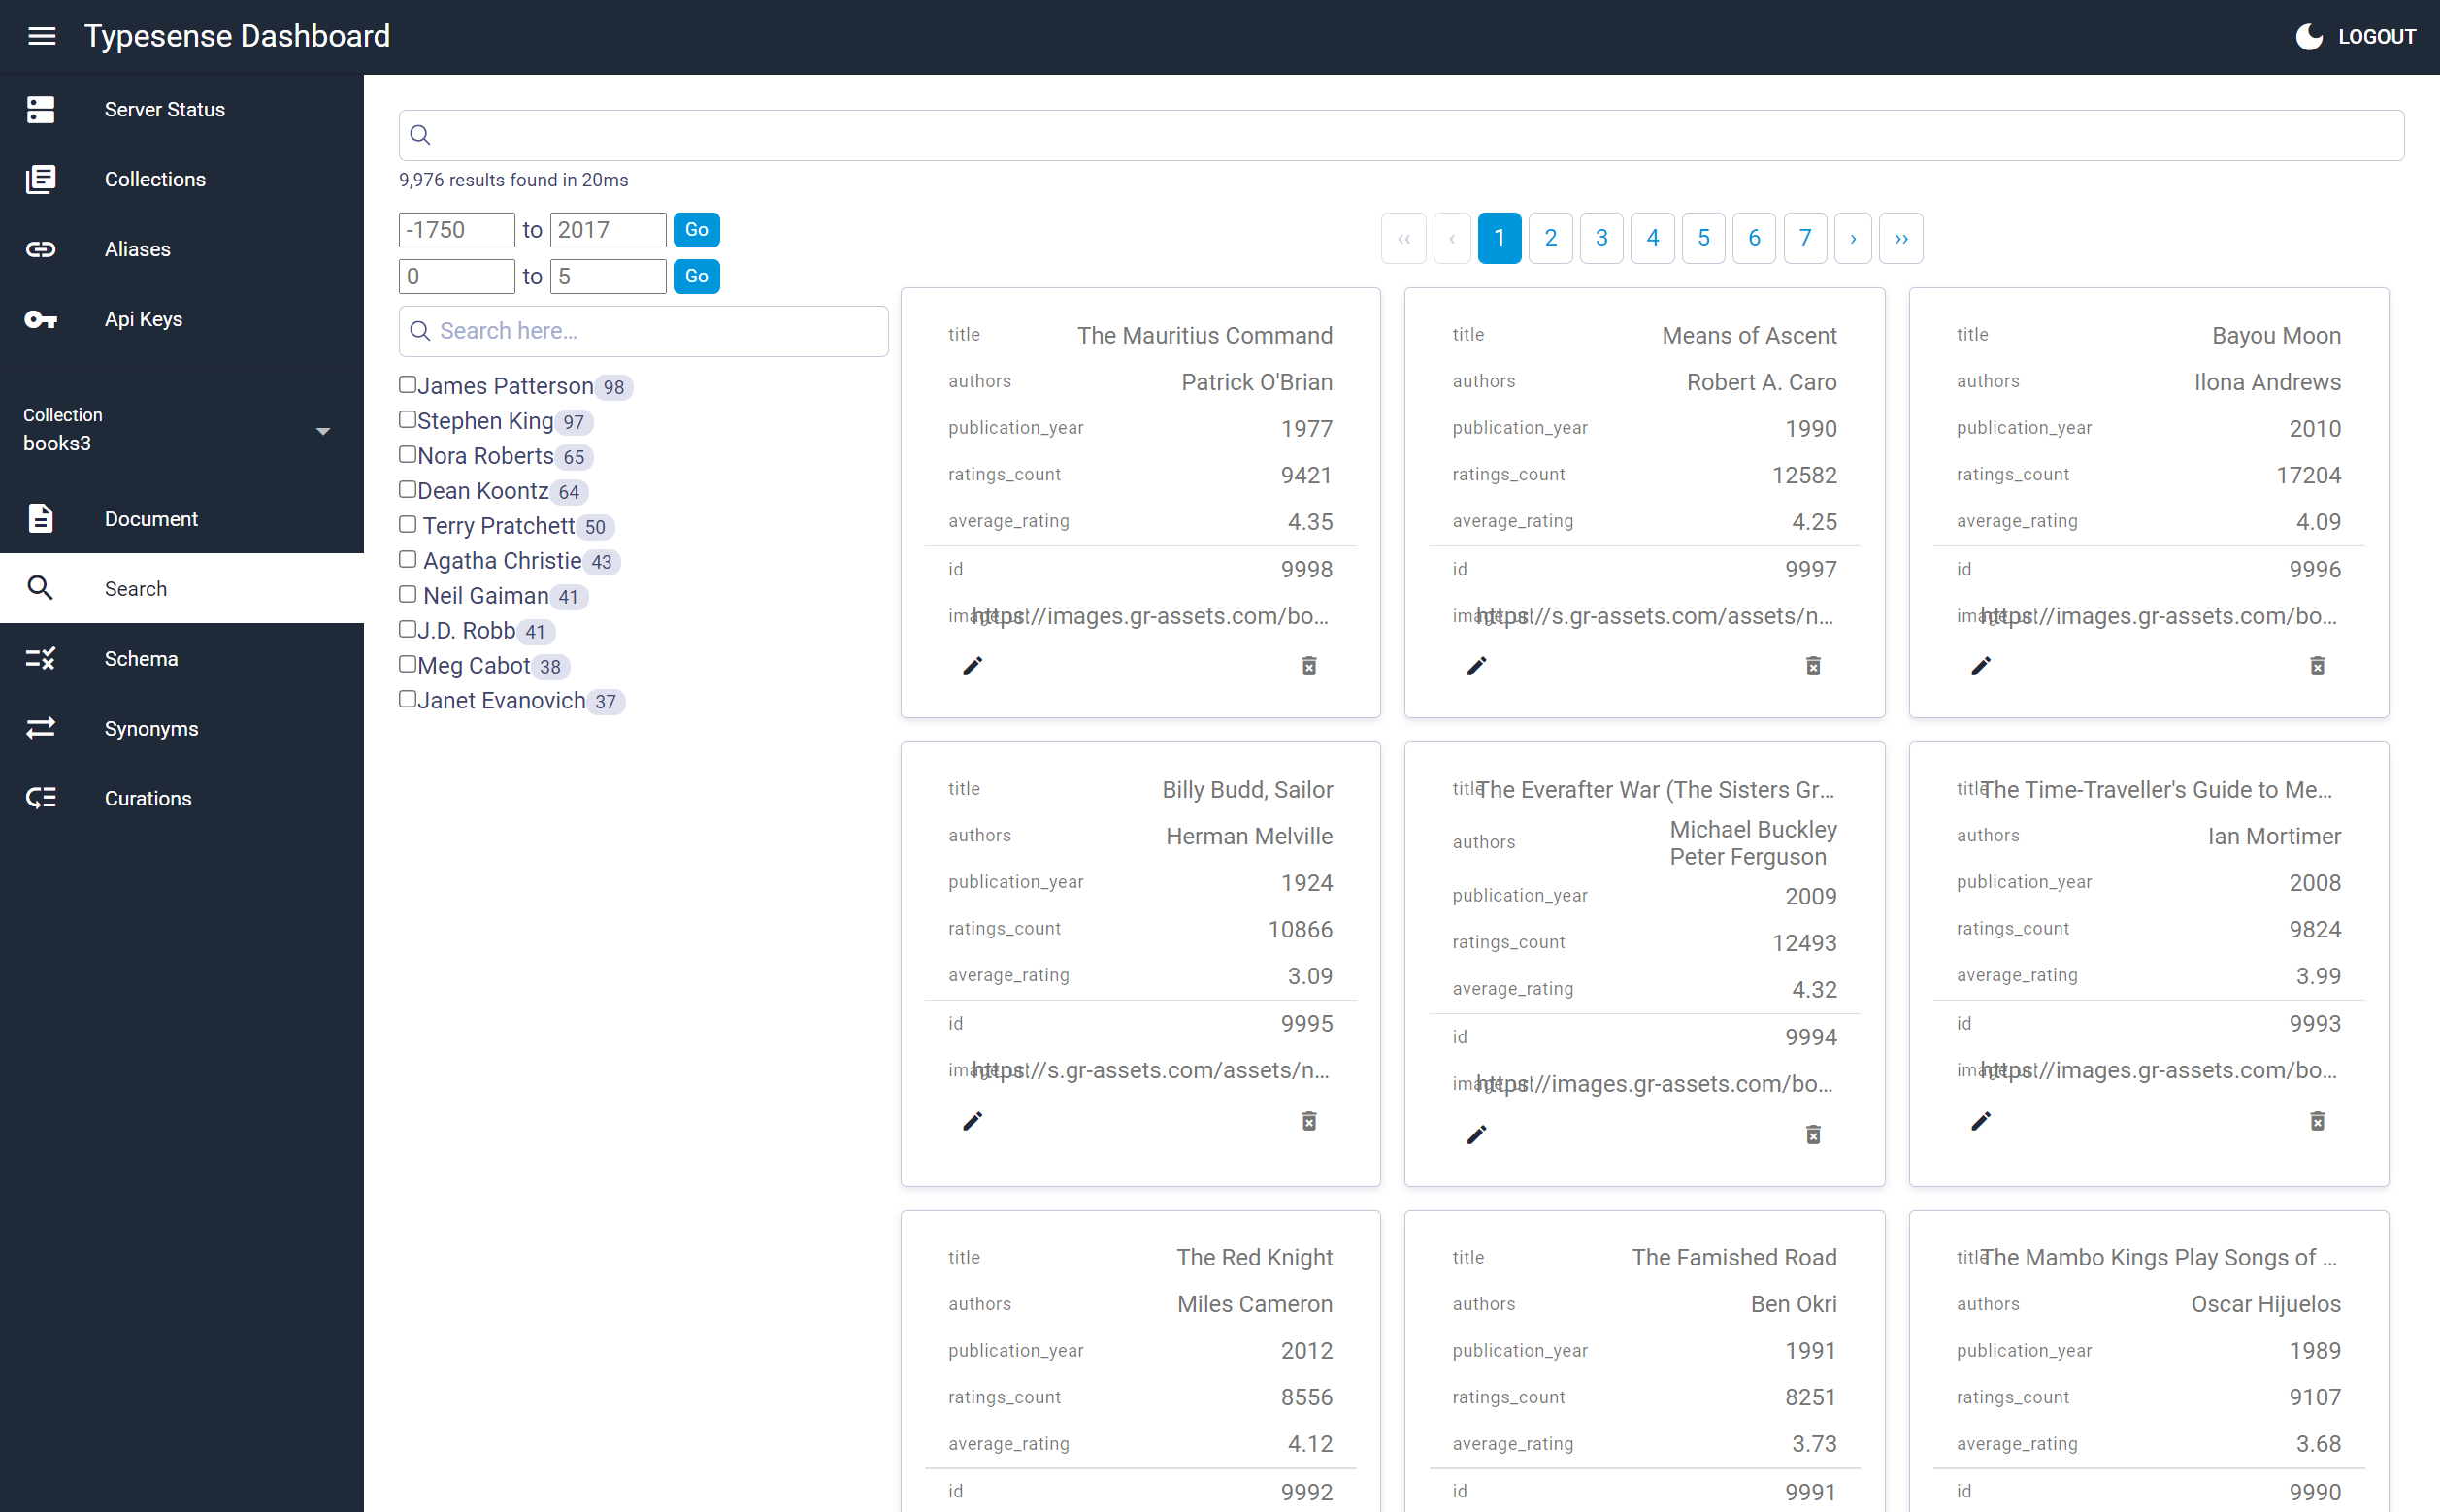 Typesense Dashboard
LOGOUT
Server Status
Collections
Aliases
Api Keys
Collection
books3
Document
Search
Schema
Synonyms
Curations
9,976 results found in 20ms
-1750 to 2017 Go
0 to 5 Go
Search here...
James Patterson 98
Stephen King 97
Nora Roberts 65
Dean Koontz 64
Terry Pratchett 50
Agatha Christie 43
Neil Gaiman 41
J.D. Robb 41
Meg Cabot 38
Janet Evanovich 37
‹‹ ‹ 1 2 3 4 5 6 7 › ››
title The Mauritius Command
authors Patrick O'Brian
publication_year 1977
ratings_count 9421
average_rating 4.35
id 9998
image_url https://images.gr-assets.com/bo...
title Means of Ascent
authors Robert A. Caro
publication_year 1990
ratings_count 12582
average_rating 4.25
id 9997
image_url https://s.gr-assets.com/assets/n...
title Bayou Moon
authors Ilona Andrews
publication_year 2010
ratings_count 17204
average_rating 4.09
id 9996
image_url https://images.gr-assets.com/bo...
title Billy Budd, Sailor
authors Herman Melville
publication_year 1924
ratings_count 10866
average_rating 3.09
id 9995
image_url https://s.gr-assets.com/assets/n...
title The Everafter War (The Sisters Gr...
authors Michael Buckley
Peter Ferguson
publication_year 2009
ratings_count 12493
average_rating 4.32
id 9994
image_url https://images.gr-assets.com/bo...
title The Time-Traveller's Guide to Me...
authors Ian Mortimer
publication_year 2008
ratings_count 9824
average_rating 3.99
id 9993
image_url https://images.gr-assets.com/bo...
title The Red Knight
authors Miles Cameron
publication_year 2012
ratings_count 8556
average_rating 4.12
id 9992
title The Famished Road
authors Ben Okri
publication_year 1991
ratings_count 8251
average_rating 3.73
id 9991
title The Mambo Kings Play Songs of ...
authors Oscar Hijuelos
publication_year 1989
ratings_count 9107
average_rating 3.68
id 9990